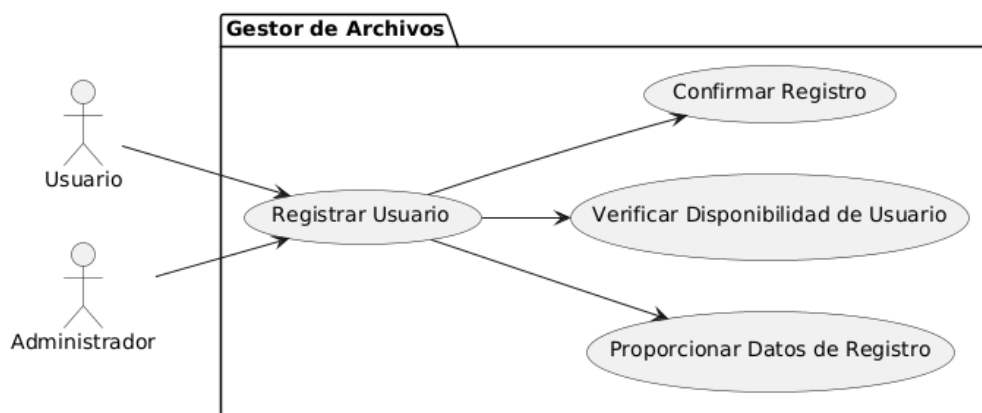 Gestor de Archivos
Confirmar Registro
Usuario
Registrar Usuario
Verificar Disponibilidad de Usuario
Administrador
Proporcionar Datos de Registro